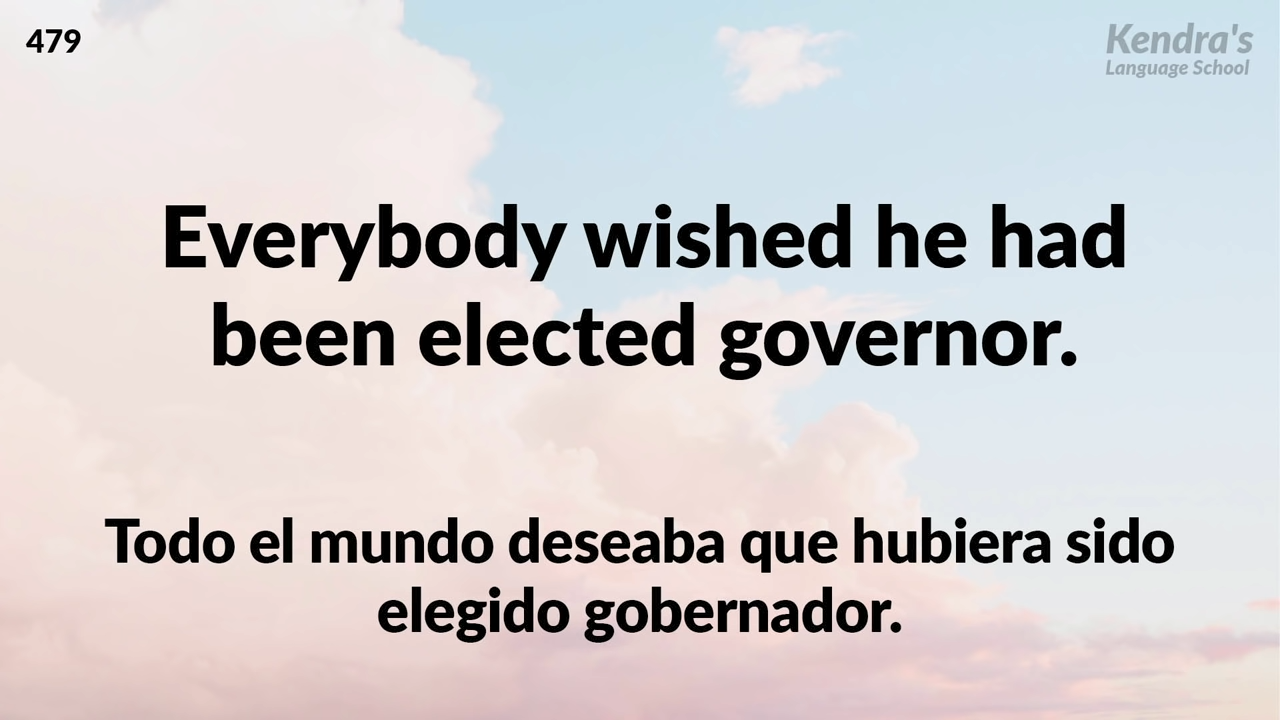 479
Kendra's
Language School
Everybody wished he had
been elected governor.
Todo el mundo deseaba que hubiera sido
elegido gobernador.